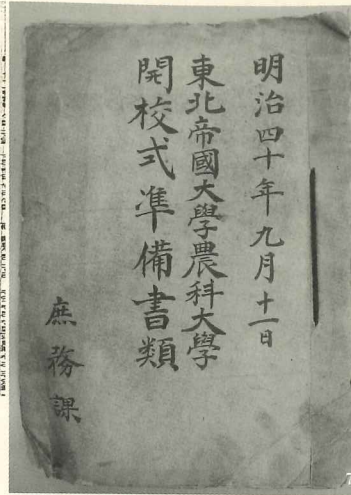 明治四十年九月十一日
東北帝國大學農科大學
開校式準備書類
庶務課
7